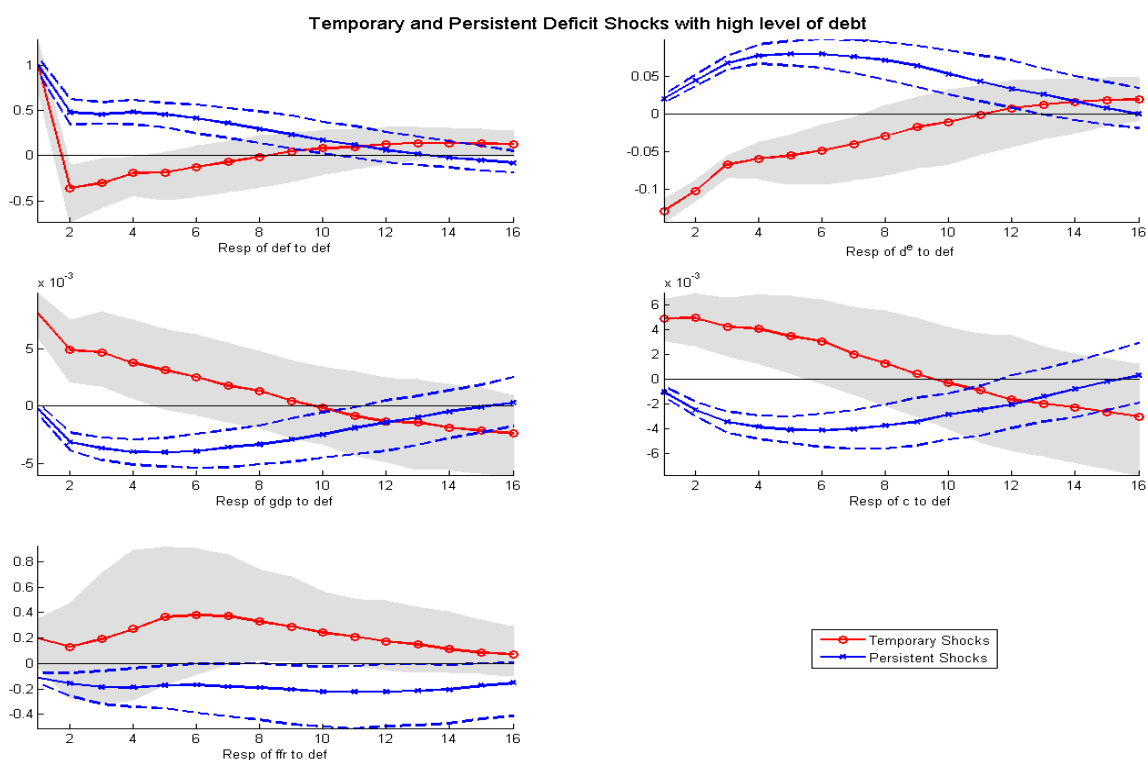 Temporary and Persistent Deficit Shocks with high level of debt
1
0.5
0
-0.5
2 4 6 8 10 12 14 16
Resp of def to def
0.05
0
-0.05
-0.1
2 4 6 8 10 12 14 16
Resp of dᵉ to def
x 10⁻³
5
0
-5
2 4 6 8 10 12 14 16
Resp of gdp to def
x 10⁻³
6
4
2
0
-2
-4
-6
2 4 6 8 10 12 14 16
Resp of c to def
0.8
0.6
0.4
0.2
0
-0.2
-0.4
2 4 6 8 10 12 14 16
Resp of ffr to def
Temporary Shocks
Persistent Shocks